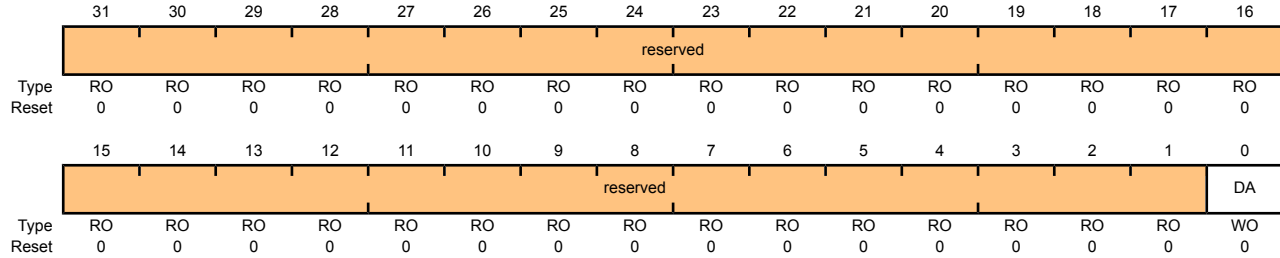 31 30 29 28 27 26 25 24 23 22 21 20 19 18 17 16
reserved
Type RO RO RO RO RO RO RO RO RO RO RO RO RO RO RO RO
Reset 0 0 0 0 0 0 0 0 0 0 0 0 0 0 0 0
15 14 13 12 11 10 9 8 7 6 5 4 3 2 1 0
reserved DA
Type RO RO RO RO RO RO RO RO RO RO RO RO RO RO RO WO
Reset 0 0 0 0 0 0 0 0 0 0 0 0 0 0 0 0